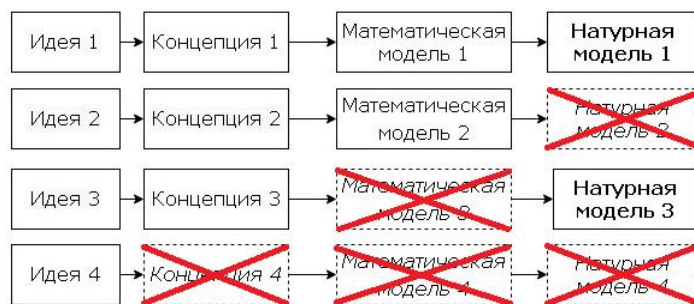 Идея 1
Концепция 1
Математическая
модель 1
Натурная
модель 1
Идея 2
Концепция 2
Математическая
модель 2
Натурная
модель 2
Идея 3
Концепция 3
Математическая
модель 3
Натурная
модель 3
Идея 4
Концепция 4
Математическая
модель 4
Натурная
модель 4